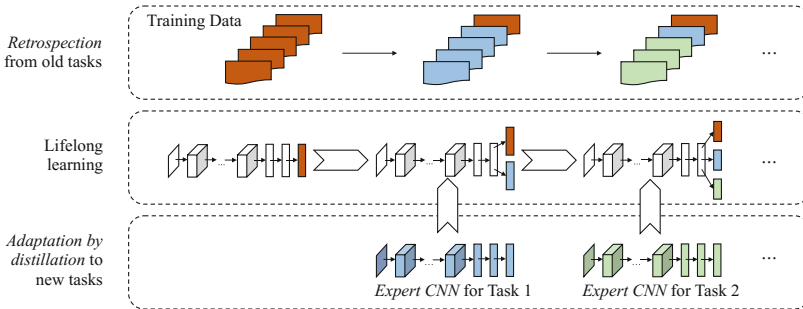 Training Data
Retrospection
from old tasks
...
Lifelong
learning
...
...
...
...
...
...
...
Adaptation by
distillation to
new tasks
...
...
...
...
...
Expert CNN for Task 1
Expert CNN for Task 2